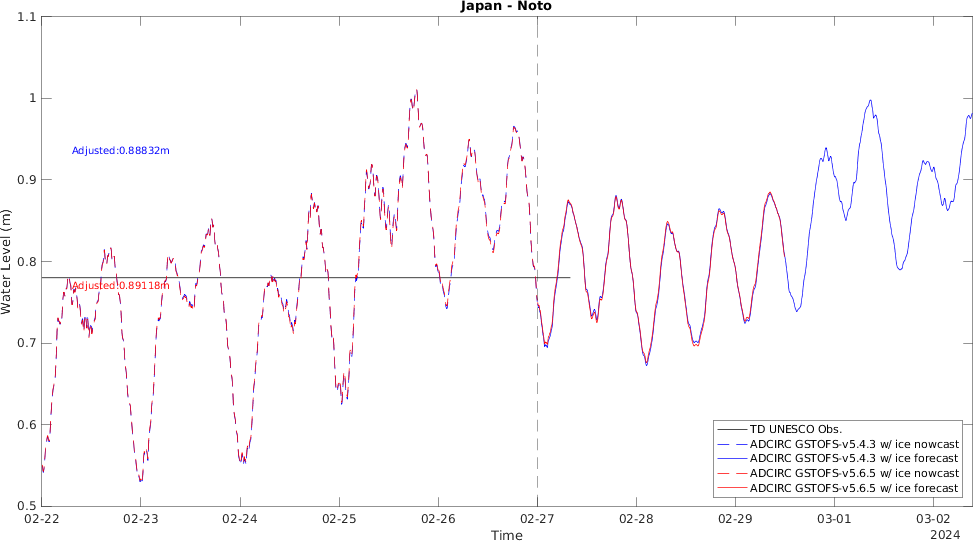 Japan - Noto
1.1
1
0.9
0.8
0.7
0.6
0.5
Water Level (m)
Adjusted:0.88832m
Adjusted:0.89118m
TD UNESCO Obs.
ADCIRC GSTOFS-v5.4.3 w/ ice nowcast
ADCIRC GSTOFS-v5.4.3 w/ ice forecast
ADCIRC GSTOFS-v5.6.5 w/ ice nowcast
ADCIRC GSTOFS-v5.6.5 w/ ice forecast
02-22 02-23 02-24 02-25 02-26 02-27 02-28 02-29 03-01 03-02
Time
2024